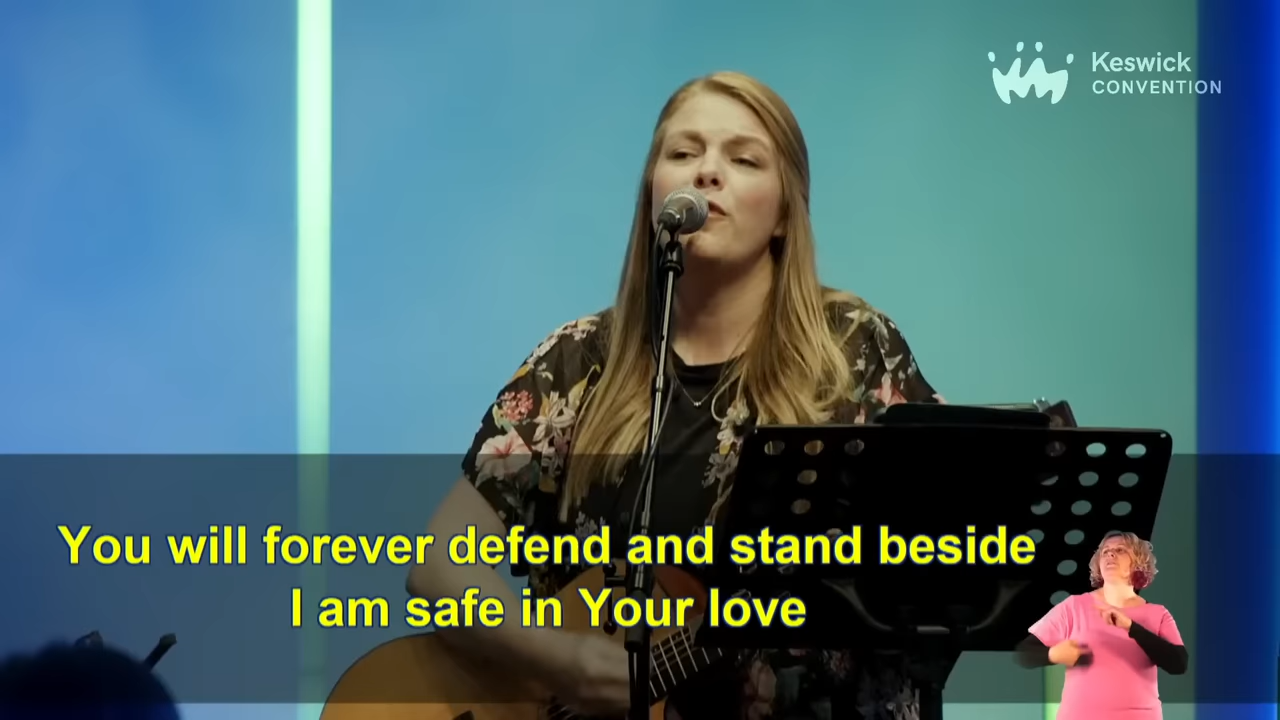 Keswick
CONVENTION
You will forever defend and stand beside
I am safe in Your love